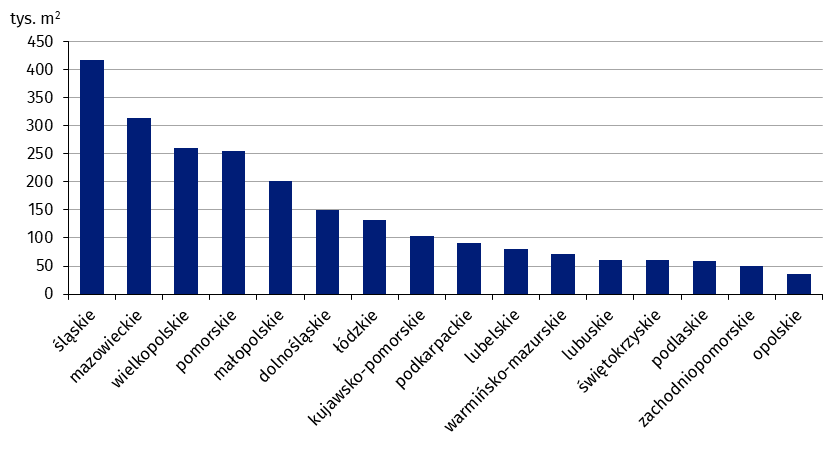 tys. m²
450
400
350
300
250
200
150
100
50
0
śląskie
mazowieckie
wielkopolskie
pomorskie
małopolskie
dolnośląskie
łódzkie
kujawsko-pomorskie
podkarpackie
lubelskie
warmińsko-mazurskie
lubuskie
świętokrzyskie
podlaskie
zachodniopomorskie
opolskie